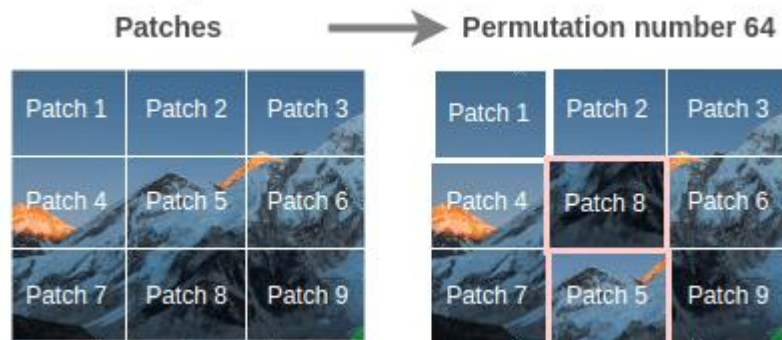 Patches
Permutation number 64
Patch 1 Patch 2 Patch 3
Patch 4 Patch 5 Patch 6
Patch 7 Patch 8 Patch 9
Patch 1 Patch 2 Patch 3
Patch 4 Patch 8 Patch 6
Patch 7 Patch 5 Patch 9